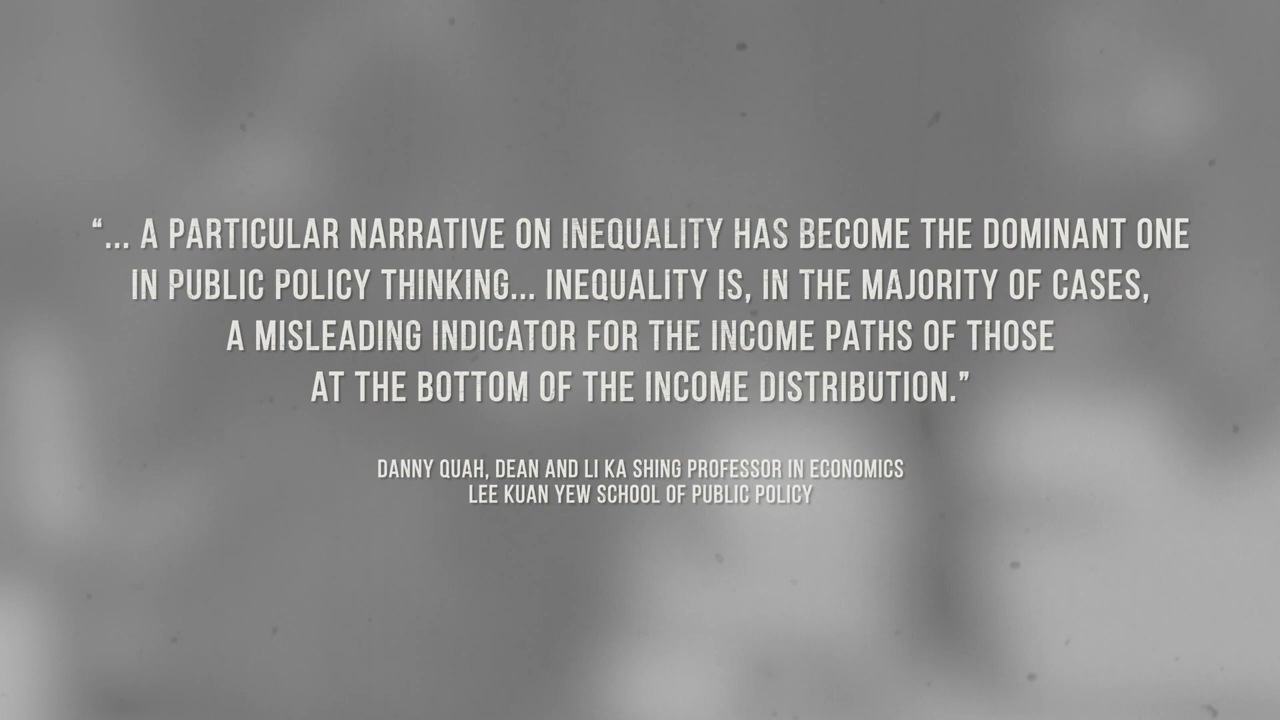 “... A PARTICULAR NARRATIVE ON INEQUALITY HAS BECOME THE DOMINANT ONE
IN PUBLIC POLICY THINKING... INEQUALITY IS, IN THE MAJORITY OF CASES,
A MISLEADING INDICATOR FOR THE INCOME PATHS OF THOSE
AT THE BOTTOM OF THE INCOME DISTRIBUTION.”
DANNY QUAH, DEAN AND LI KA SHING PROFESSOR IN ECONOMICS
LEE KUAN YEW SCHOOL OF PUBLIC POLICY